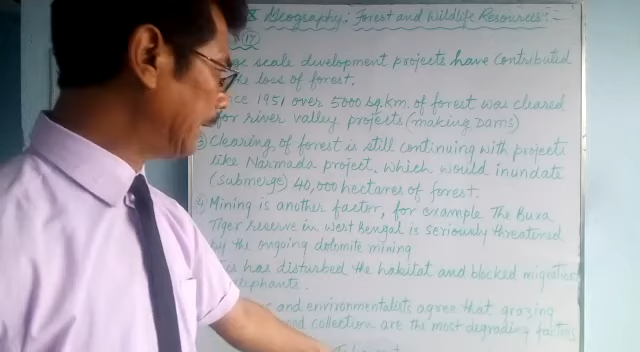 Geography: Forest and Wildlife Resources:-
(17)
scale development projects have contributed
loss of forest.
1951 over 5000 sq.km. of forest was cleared
for river valley projects (making Dams)
③ Clearing of forest is still continuing with projects
like Narmada project, which would inundate
(submerge) 40,000 hectares of forest.
④ Mining is another factor, for example The Buxa
Tiger reserve in West Bengal is seriously threatened
by the ongoing dolomite mining
has disturbed the habitat and blocked migration
elephants.
and environmentalists agree that grazing
collection are the most degrading factors